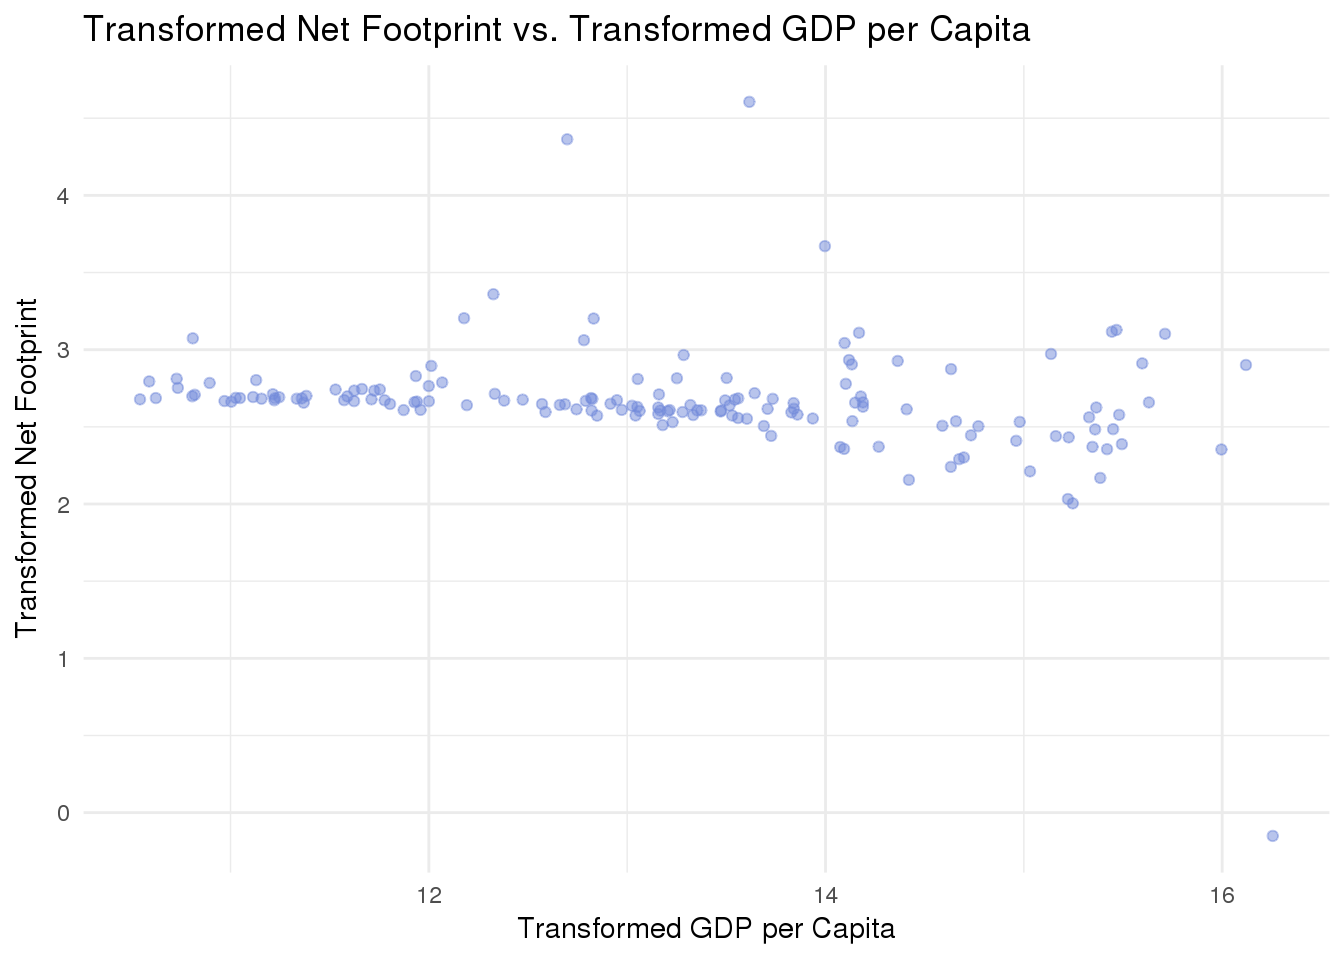 Transformed Net Footprint vs. Transformed GDP per Capita
Transformed Net Footprint
4
3
2
1
0
12
14
16
Transformed GDP per Capita